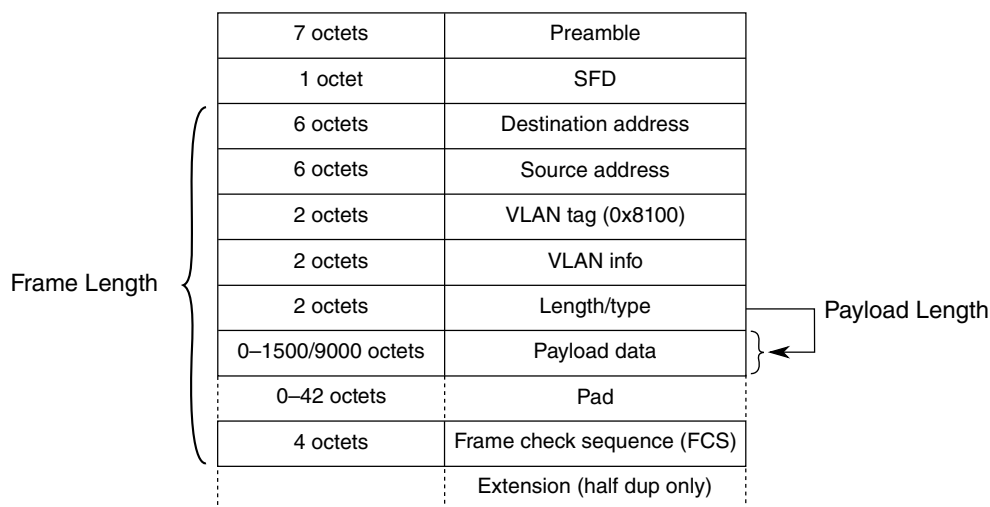 7 octets Preamble
1 octet SFD
6 octets Destination address
6 octets Source address
2 octets VLAN tag (0x8100)
2 octets VLAN info
Frame Length
2 octets Length/type
Payload Length
0–1500/9000 octets Payload data
0–42 octets Pad
4 octets Frame check sequence (FCS)
Extension (half dup only)